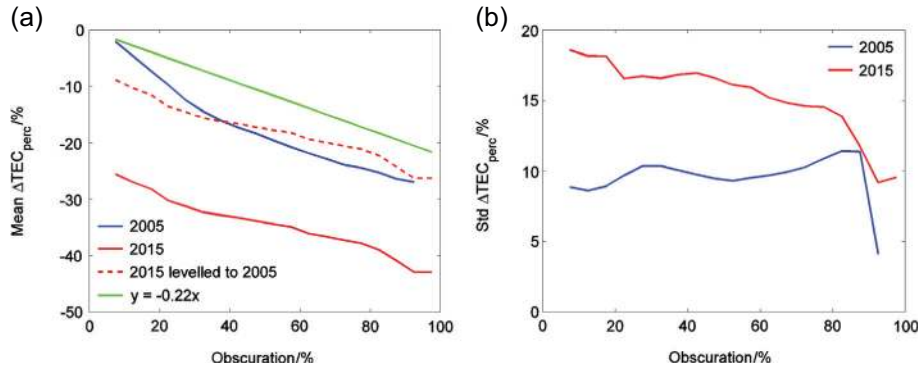 (a)
0
-10
-20
-30
-40
-50
Mean ΔTECperc/%
2005
2015
2015 levelled to 2005
y = -0.22x
0 20 40 60 80 100
Obscuration/%
(b)
20
15
10
5
0
Std ΔTECperc/%
2005
2015
0 20 40 60 80 100
Obscuration/%